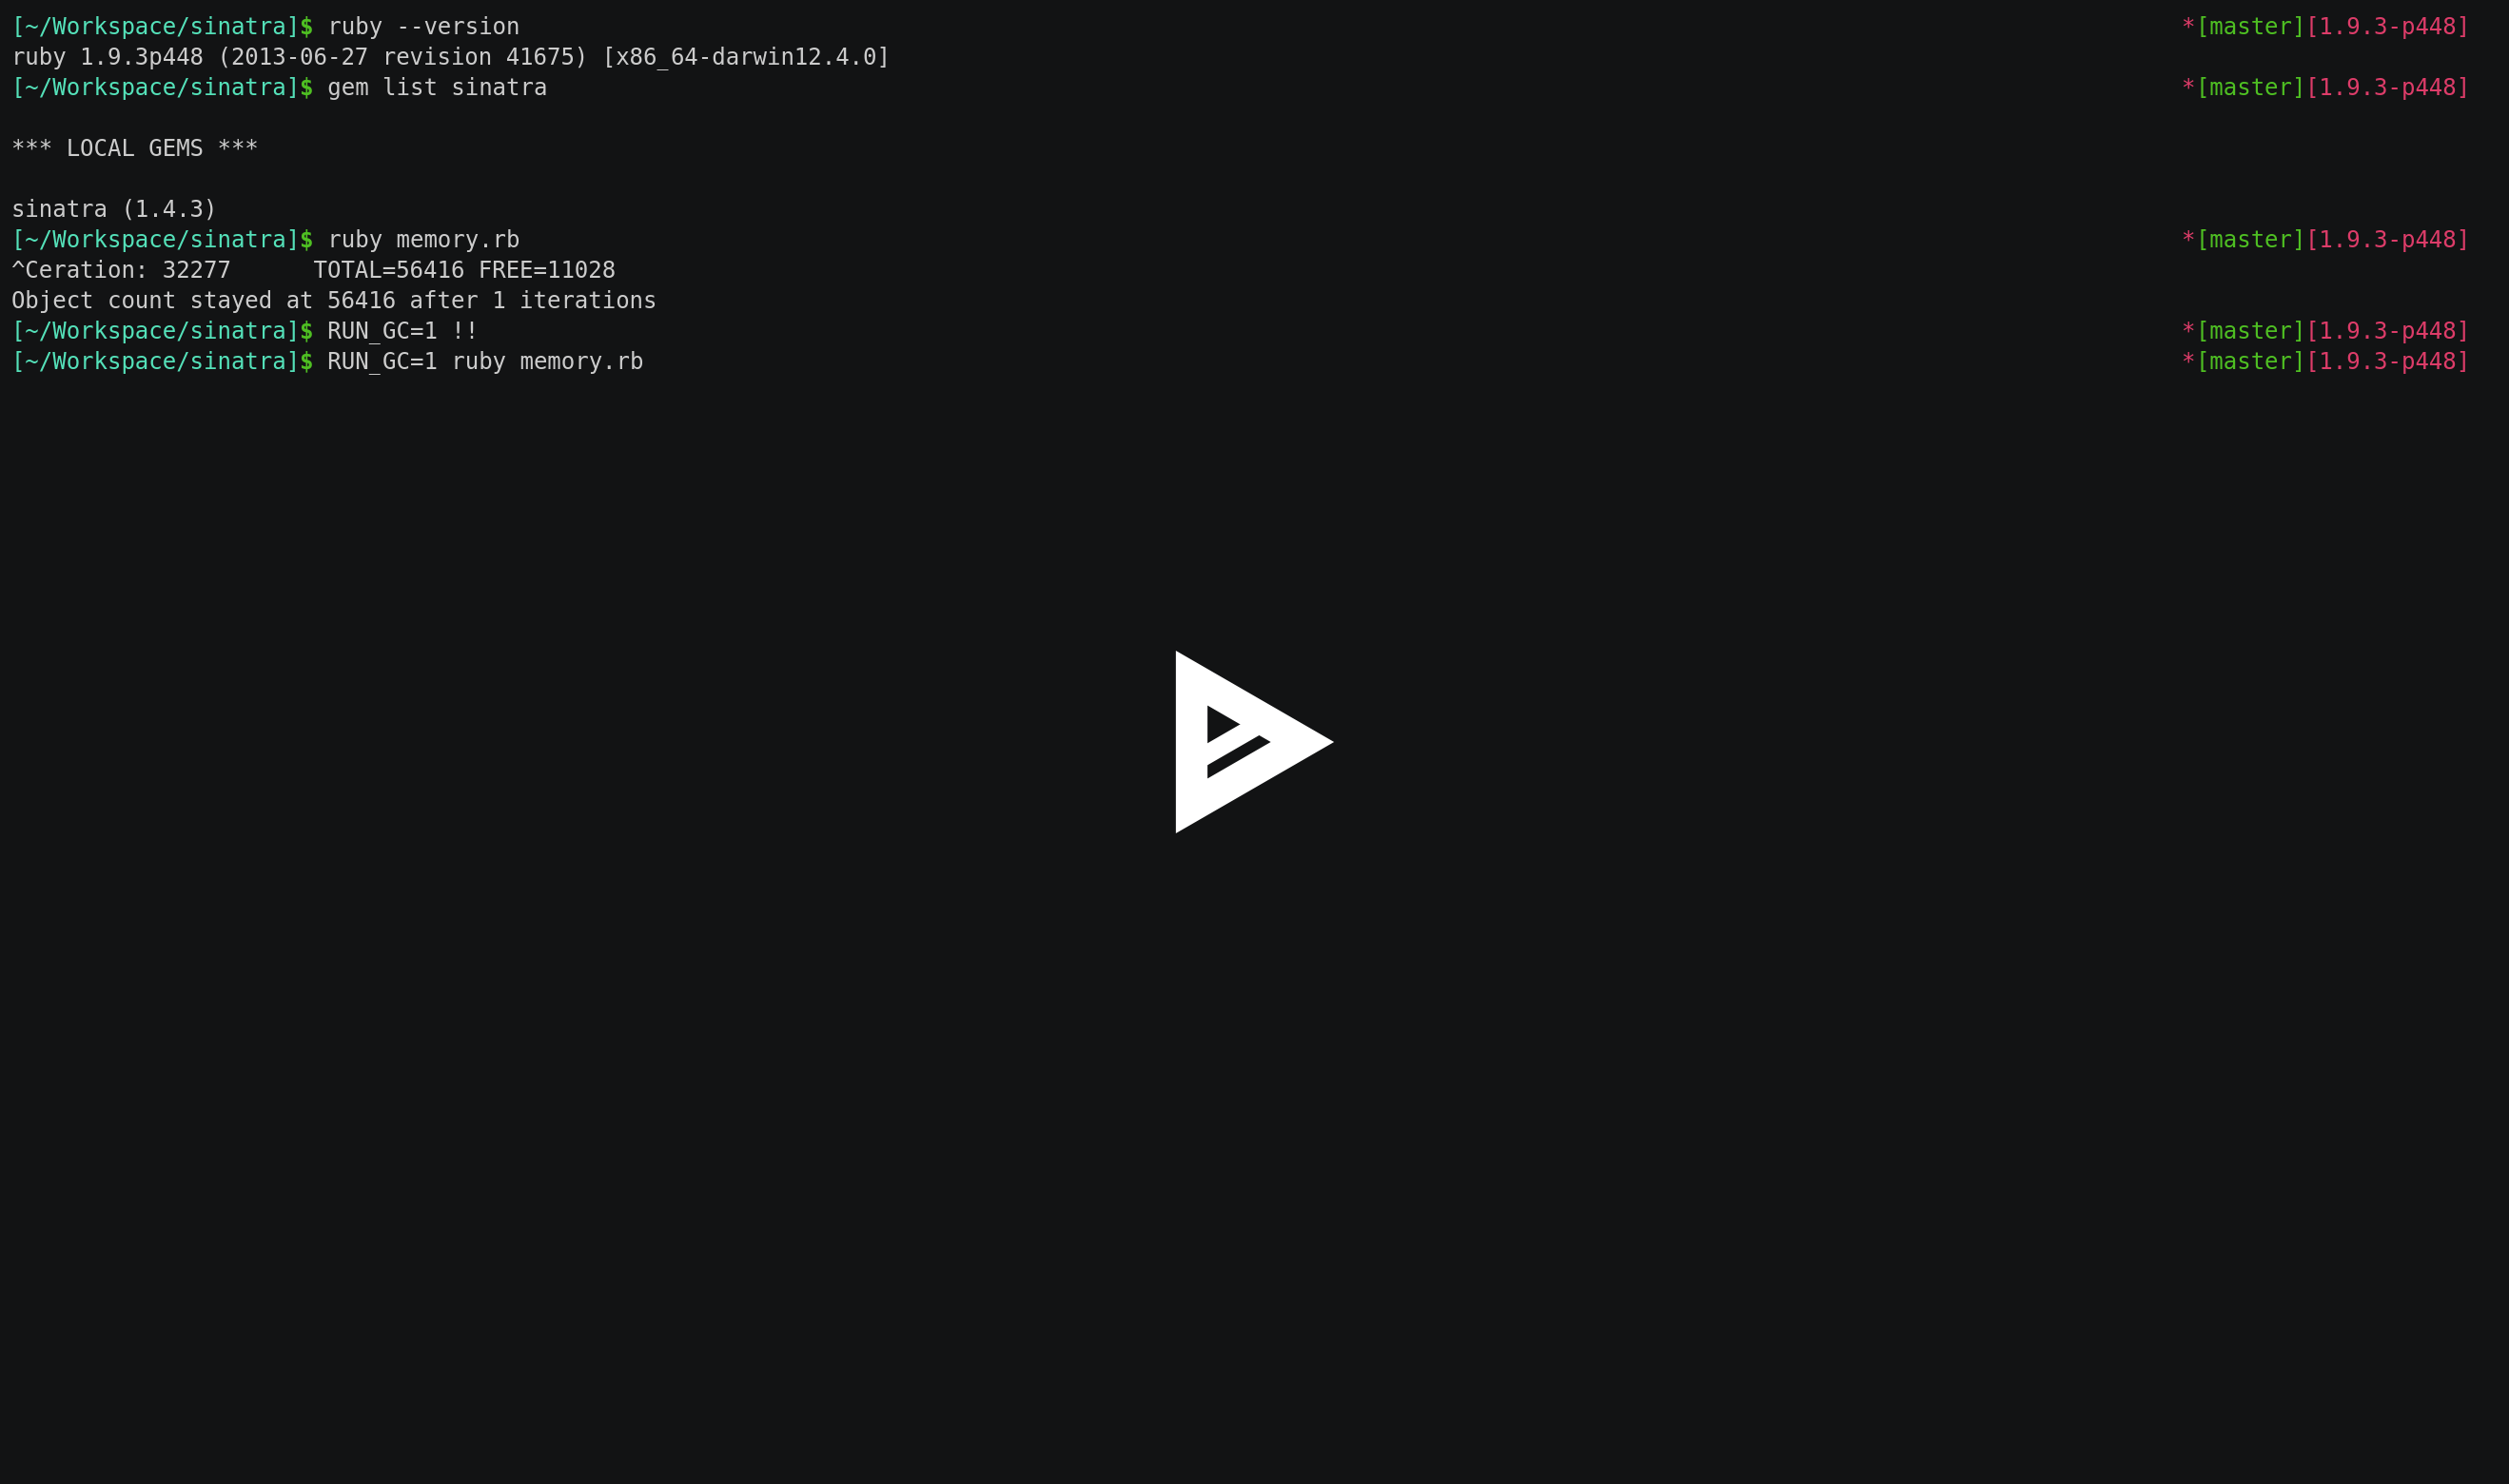 [~/Workspace/sinatra]$ ruby --version *[master][1.9.3-p448]
ruby 1.9.3p448 (2013-06-27 revision 41675) [x86_64-darwin12.4.0]
[~/Workspace/sinatra]$ gem list sinatra *[master][1.9.3-p448]
*** LOCAL GEMS ***
sinatra (1.4.3)
[~/Workspace/sinatra]$ ruby memory.rb *[master][1.9.3-p448]
^Ceration: 32277      TOTAL=56416 FREE=11028
Object count stayed at 56416 after 1 iterations
[~/Workspace/sinatra]$ RUN_GC=1 !! *[master][1.9.3-p448]
[~/Workspace/sinatra]$ RUN_GC=1 ruby memory.rb *[master][1.9.3-p448]